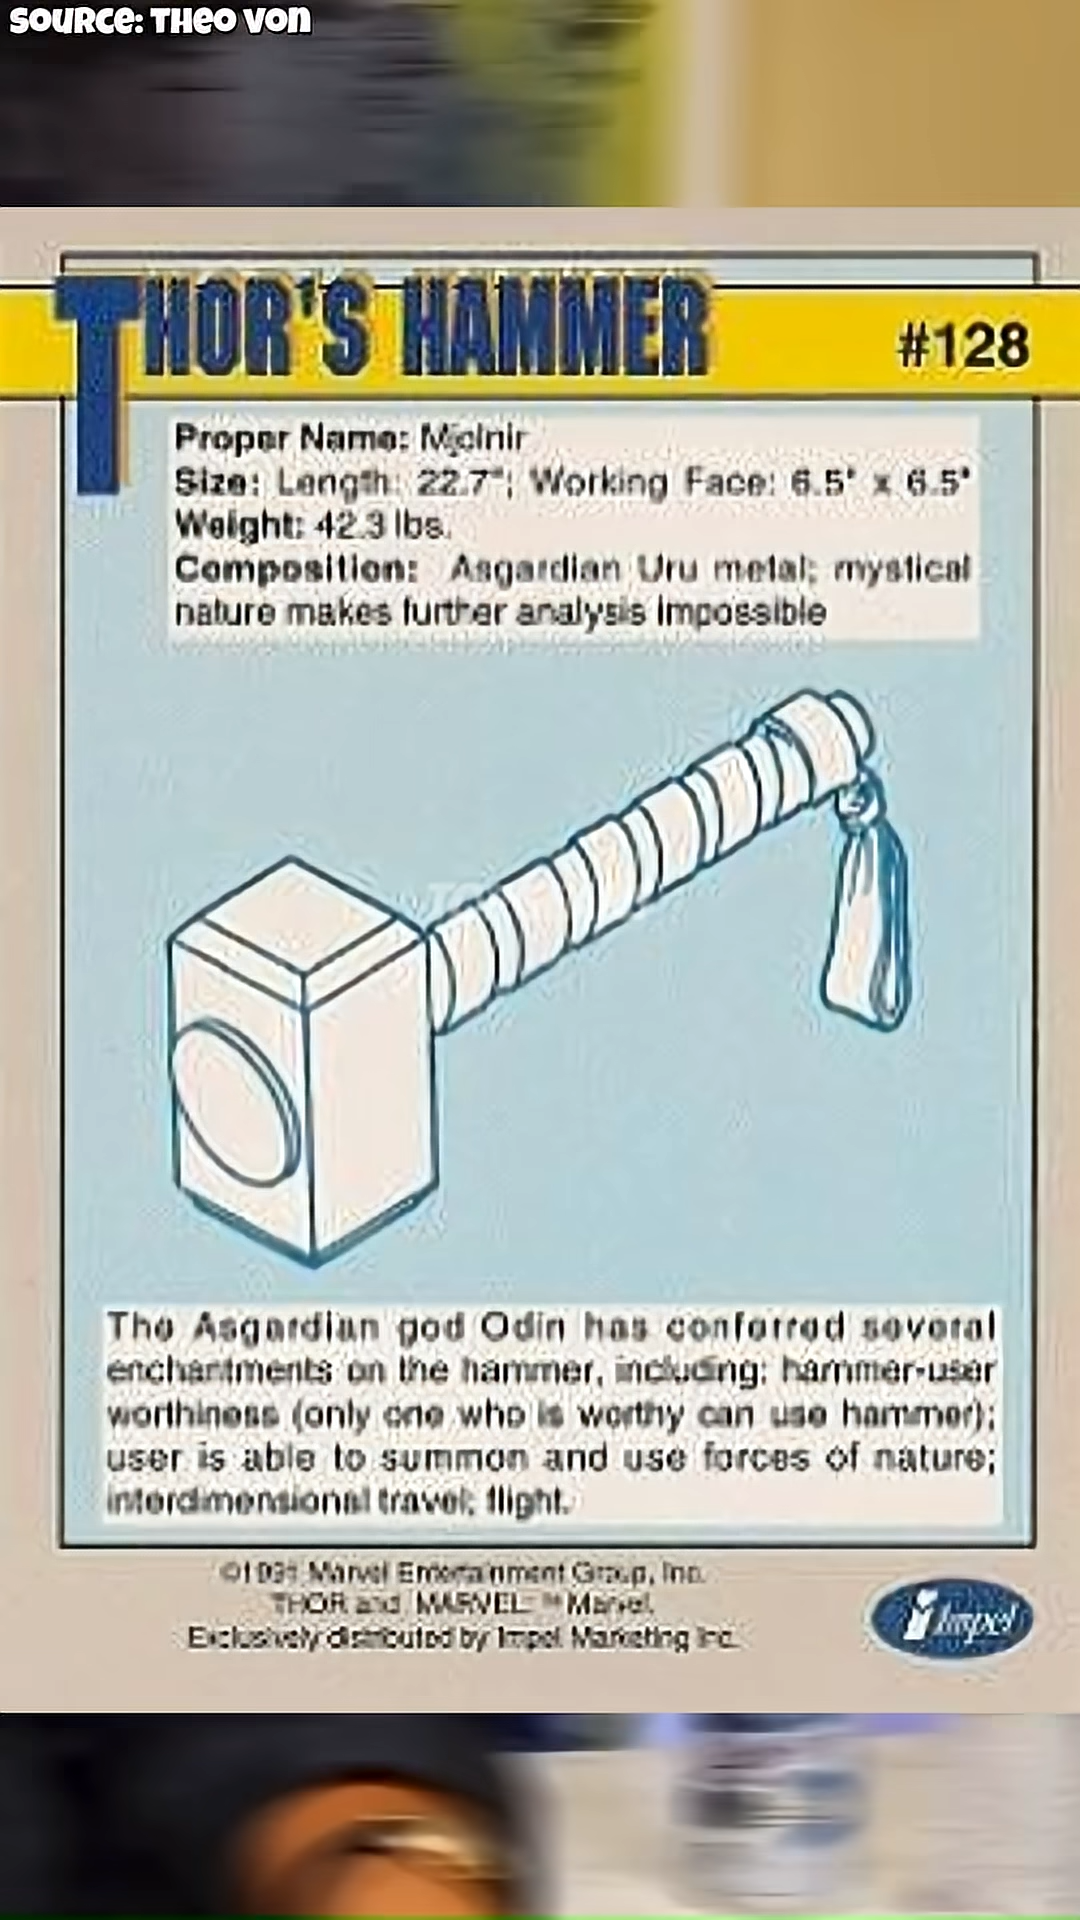 SOURCE: THEO VON
THOR'S HAMMER
#128
Proper Name: Mjolnir
Size: Length: 22.7"; Working Face: 6.5" x 6.5"
Weight: 42.3 lbs.
Composition: Asgardian Uru metal; mystical
nature makes further analysis impossible
The Asgardian god Odin has conferred several
enchantments on the hammer, including: hammer-user
worthiness (only one who is worthy can use hammer);
user is able to summon and use forces of nature;
interdimensional travel; flight.
©1991 Marvel Entertainment Group, Inc.
THOR and MARVEL: ™ Marvel.
Exclusively distributed by Impel Marketing Inc.
i Impel